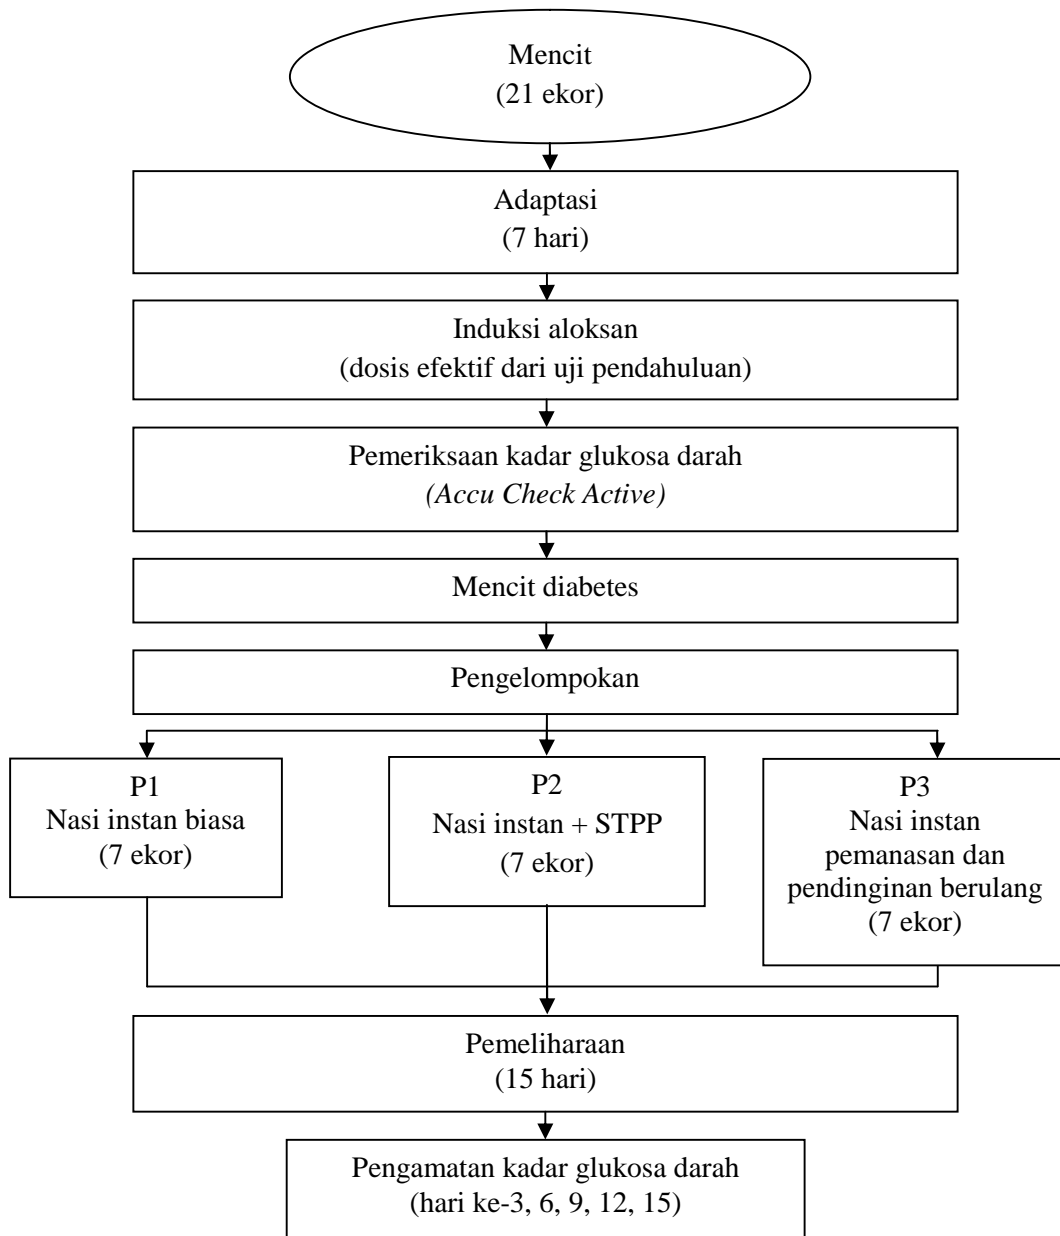 Mencit
(21 ekor)
Adaptasi
(7 hari)
Induksi aloksan
(dosis efektif dari uji pendahuluan)
Pemeriksaan kadar glukosa darah
(Accu Check Active)
Mencit diabetes
Pengelompokan
P1
Nasi instan biasa
(7 ekor)
P2
Nasi instan + STPP
(7 ekor)
P3
Nasi instan
pemanasan dan
pendinginan berulang
(7 ekor)
Pemeliharaan
(15 hari)
Pengamatan kadar glukosa darah
(hari ke-3, 6, 9, 12, 15)